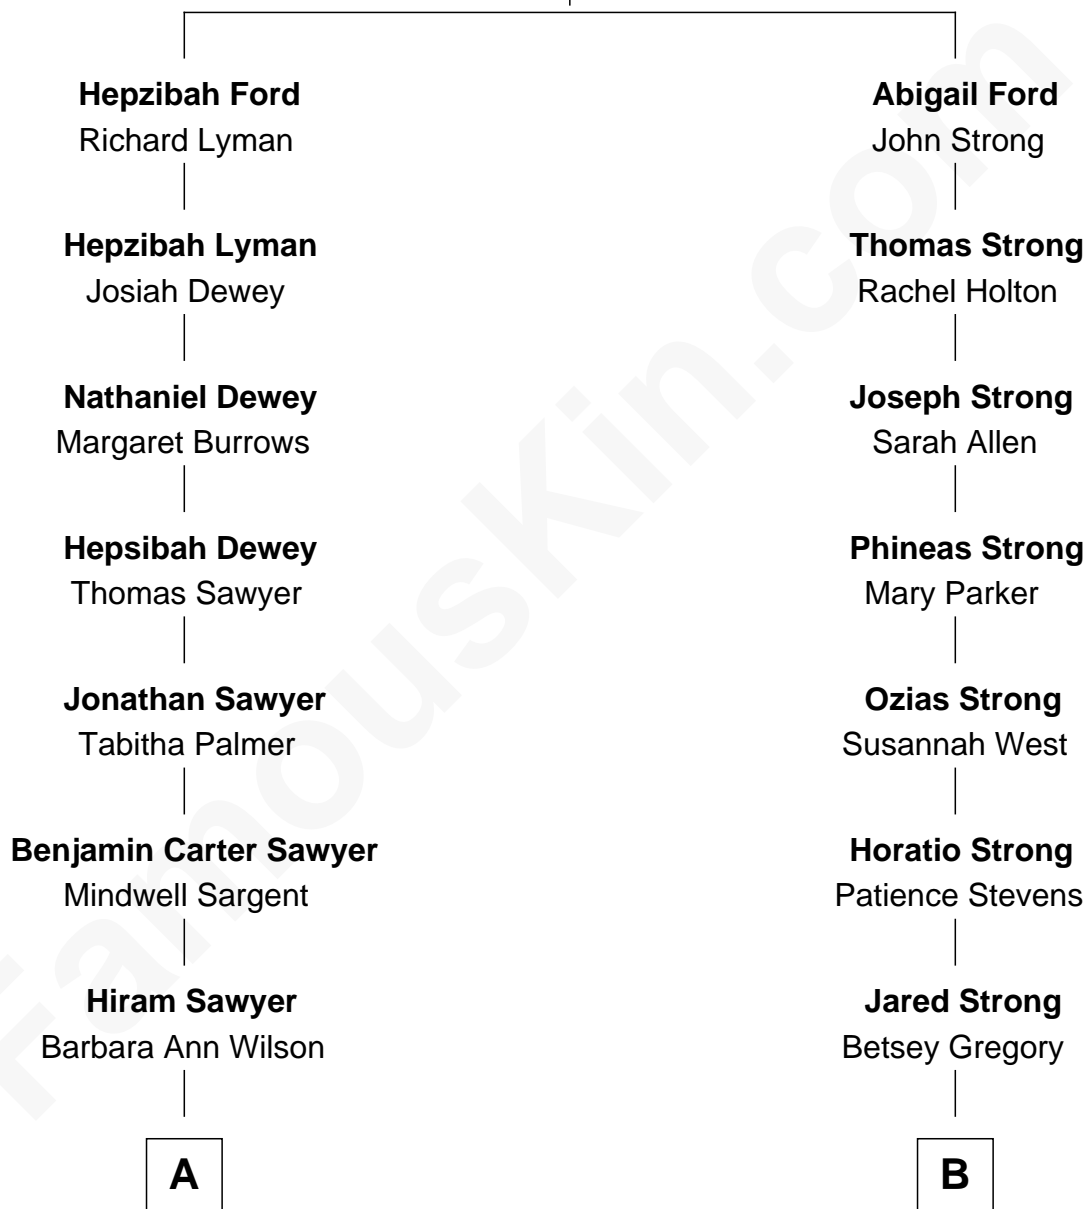 Hepzibah Ford
Richard Lyman
Hepzibah Lyman
Josiah Dewey
Nathaniel Dewey
Margaret Burrows
Hepsibah Dewey
Thomas Sawyer
Jonathan Sawyer
Tabitha Palmer
Benjamin Carter Sawyer
Mindwell Sargent
Hiram Sawyer
Barbara Ann Wilson
A
Abigail Ford
John Strong
Thomas Strong
Rachel Holton
Joseph Strong
Sarah Allen
Phineas Strong
Mary Parker
Ozias Strong
Susannah West
Horatio Strong
Patience Stevens
Jared Strong
Betsey Gregory
B
FamousKin.com